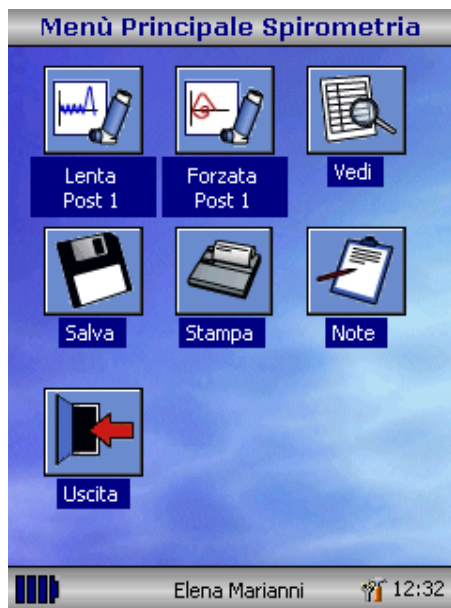 Menù Principale Spirometria
Lenta
Post 1
Forzata
Post 1
Vedi
Salva
Stampa
Note
Uscita
Elena Marianni
12:32